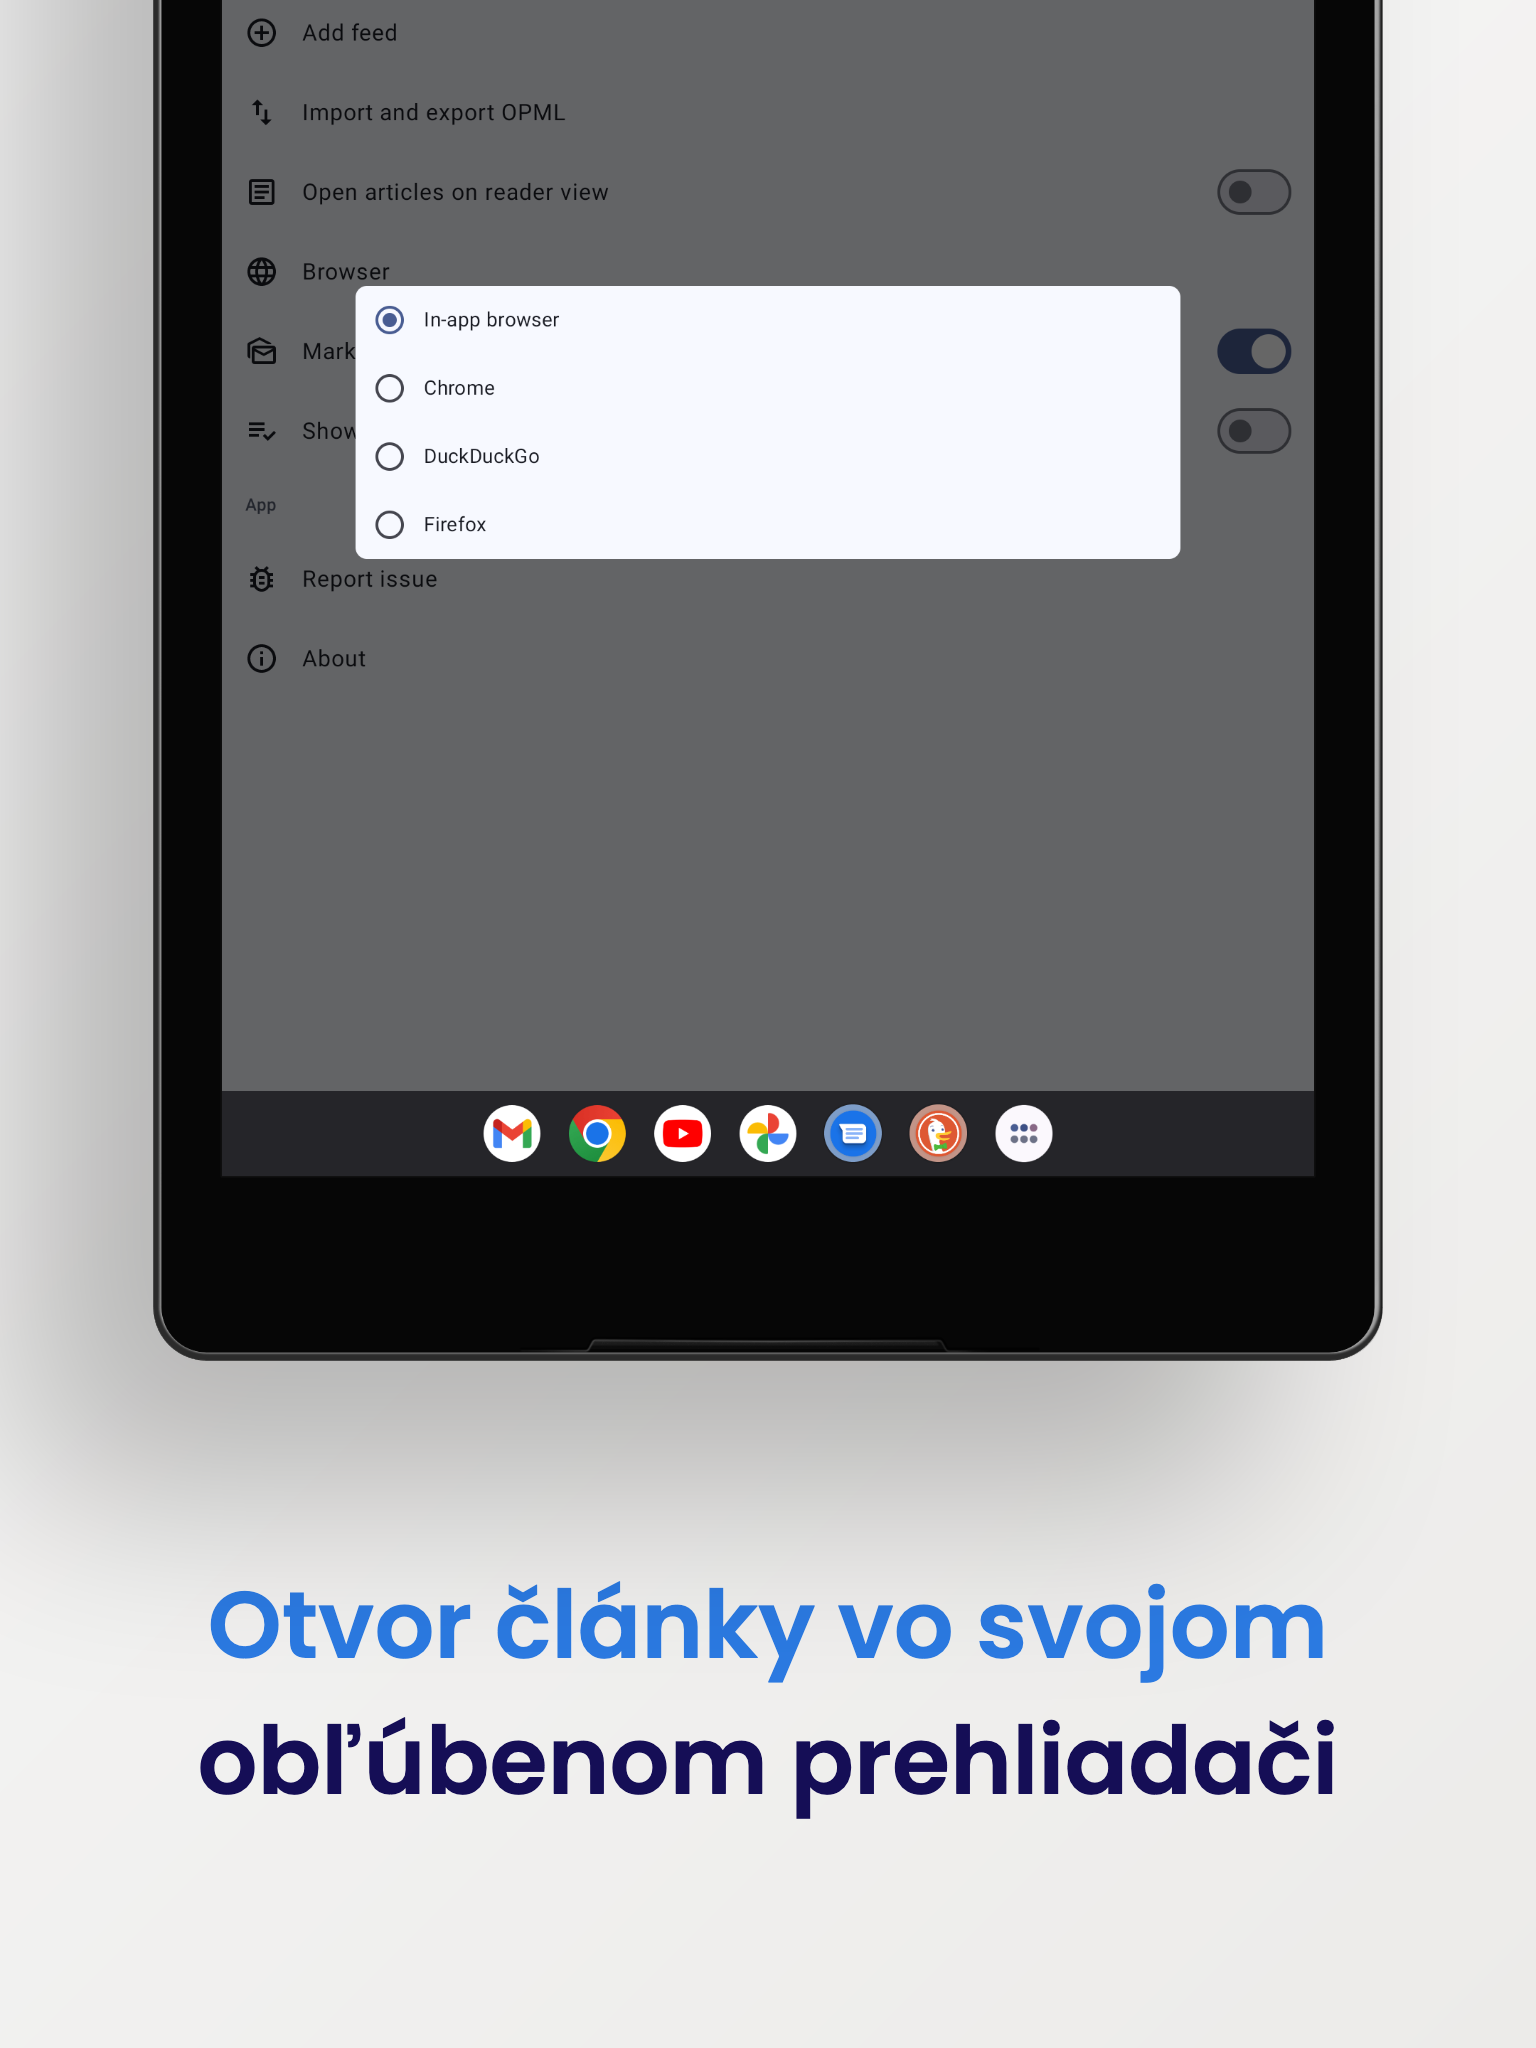 Add feed
Import and export OPML
Open articles on reader view
Browser
In-app browser
Mark
Chrome
Show
DuckDuckGo
App
Firefox
Report issue
About
Otvor články vo svojom
obľúbenom prehliadači